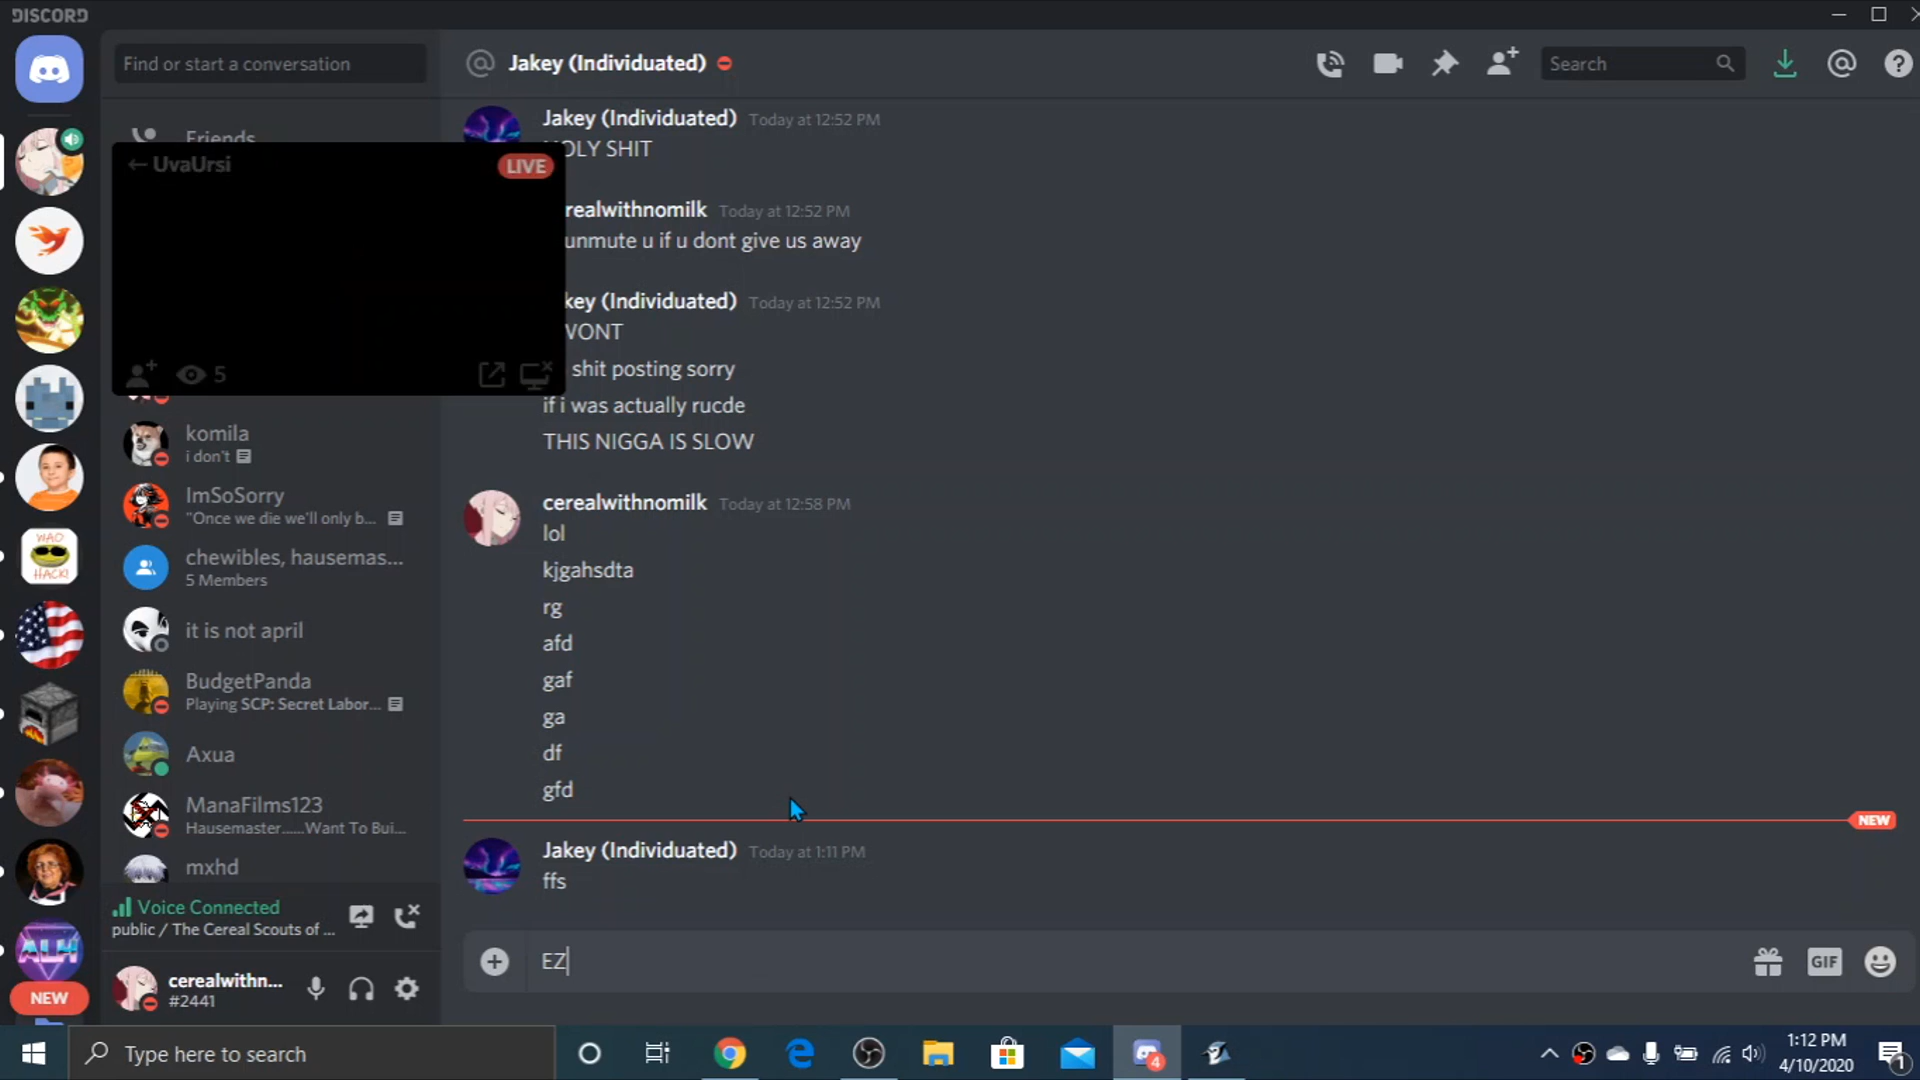 DISCORD
Find or start a conversation
Jakey (Individuated)
Search
Friends
UvaUrsi
LIVE
5
Jakey (Individuated) Today at 12:52 PM
OLY SHIT
realwithnomilk Today at 12:52 PM
unmute u if u dont give us away
key (Individuated) Today at 12:52 PM
WONT
shit posting sorry
if i was actually rucde
THIS NIGGA IS SLOW
komila
i don't
ImSoSorry
"Once we die we'll only b...
chewibles, hausemas...
5 Members
it is not april
BudgetPanda
Playing SCP: Secret Labor...
Axua
ManaFilms123
Hausemaster......Want To Bui...
mxhd
cerealwithnomilk Today at 12:58 PM
lol
kjgahsdta
rg
afd
gaf
ga
df
gfd
NEW
Jakey (Individuated) Today at 1:11 PM
ffs
EZ
GIF
Voice Connected
public / The Cereal Scouts of ...
cerealwithn...
#2441
WAO
HACK!
ALH
NEW
Type here to search
4
1:12 PM
4/10/2020
1